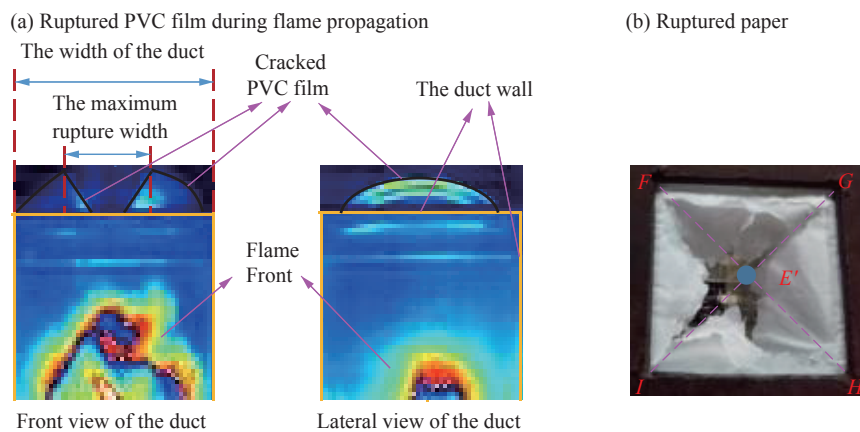 (a) Ruptured PVC film during flame propagation
The width of the duct
The maximum
rupture width
Cracked
PVC film
The duct wall
Flame
Front
Front view of the duct
Lateral view of the duct
(b) Ruptured paper
F
G
E'
I
H